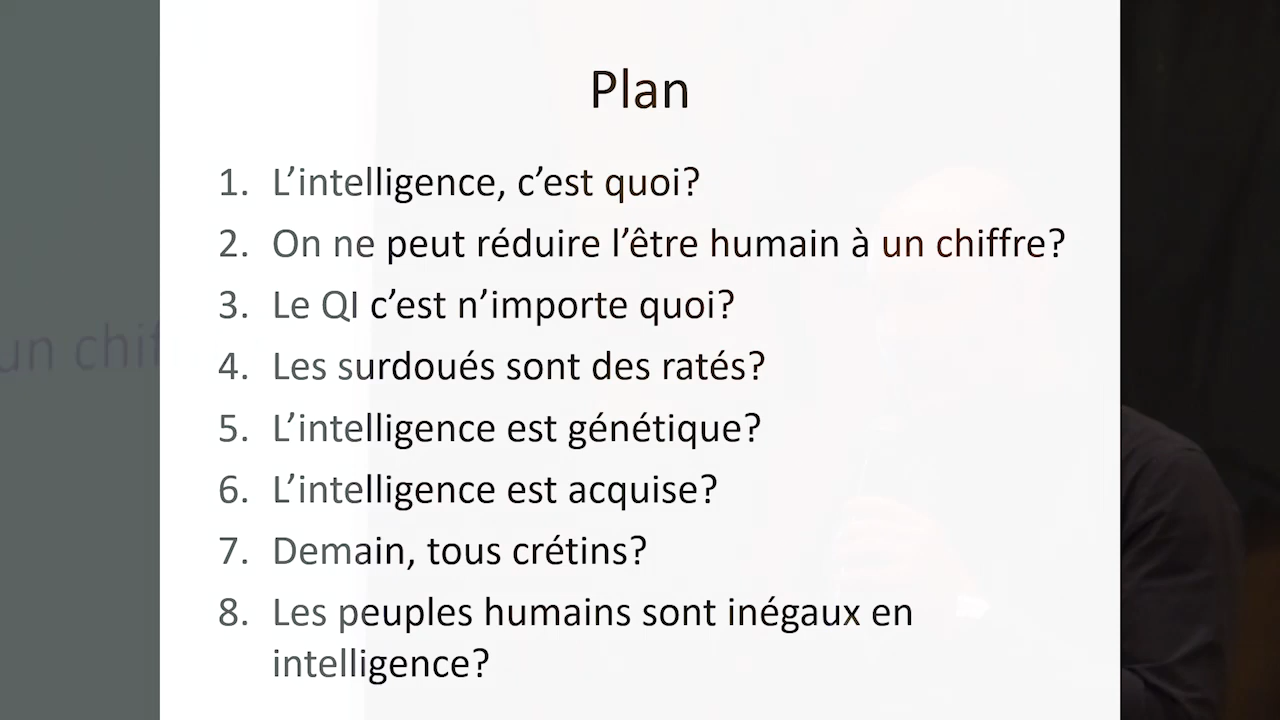 Plan
1. L’intelligence, c’est quoi?
2. On ne peut réduire l’être humain à un chiffre?
3. Le QI c’est n’importe quoi?
4. Les surdoués sont des ratés?
5. L’intelligence est génétique?
6. L’intelligence est acquise?
7. Demain, tous crétins?
8. Les peuples humains sont inégaux en
intelligence?
un chif